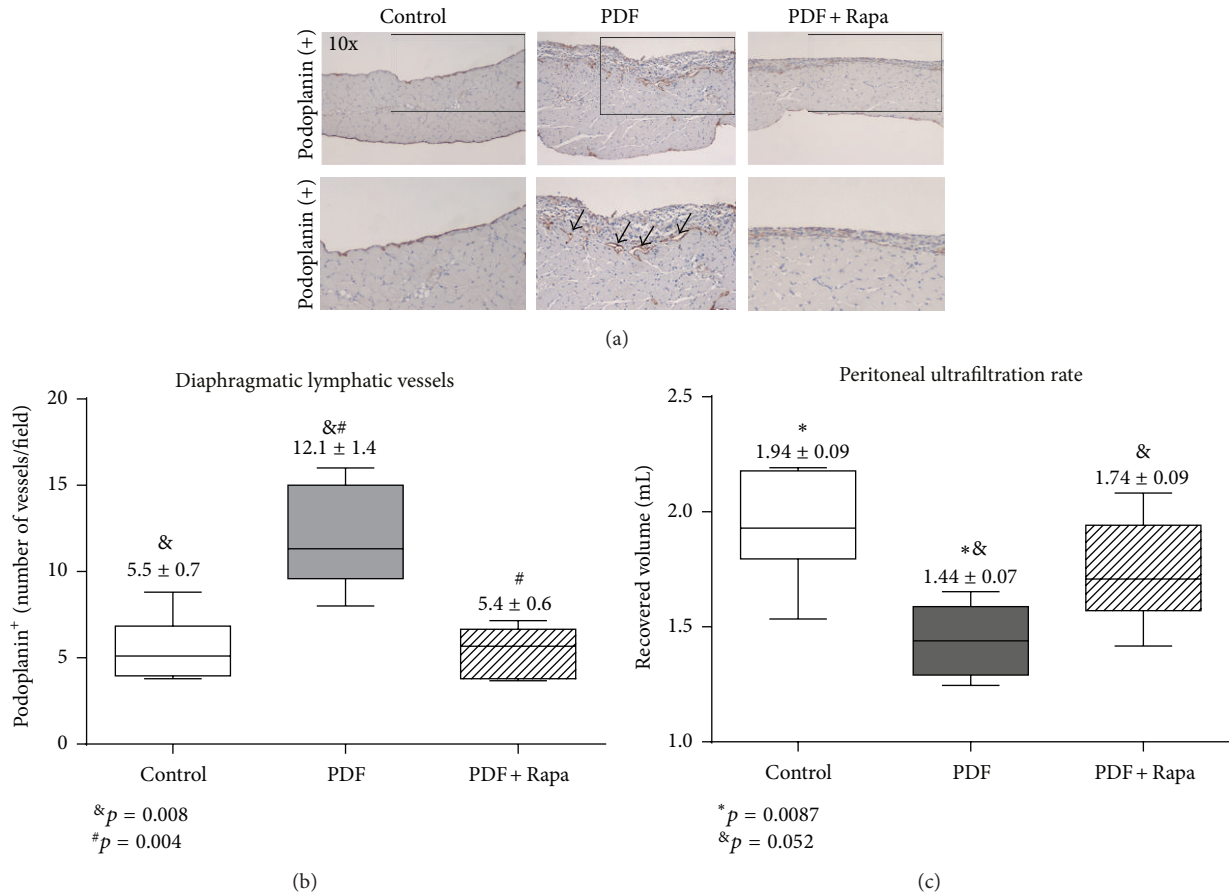 Control PDF PDF + Rapa
Podoplanin (+)
10x
Podoplanin (+)
(a)
Diaphragmatic lymphatic vessels
Podoplanin⁺ (number of vessels/field)
20
15
10
5
0
&
5.5 ± 0.7
&#
12.1 ± 1.4
#
5.4 ± 0.6
Control PDF PDF + Rapa
&p = 0.008
#p = 0.004
(b)
Peritoneal ultrafiltration rate
Recovered volume (mL)
2.5
2.0
1.5
1.0
*
1.94 ± 0.09
*&
1.44 ± 0.07
&
1.74 ± 0.09
Control PDF PDF + Rapa
*p = 0.0087
&p = 0.052
(c)